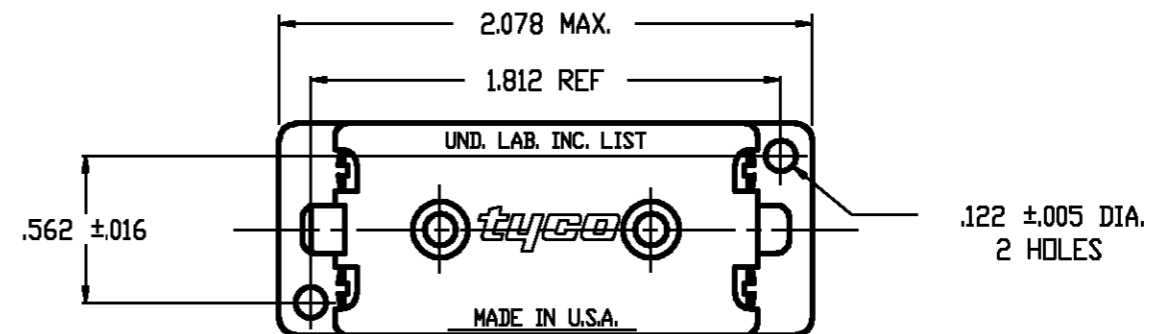 2.078 MAX.
1.812 REF
UND. LAB. INC. LIST
.562 ±.016
tyco
.122 ±.005 DIA.
2 HOLES
MADE IN U.S.A.